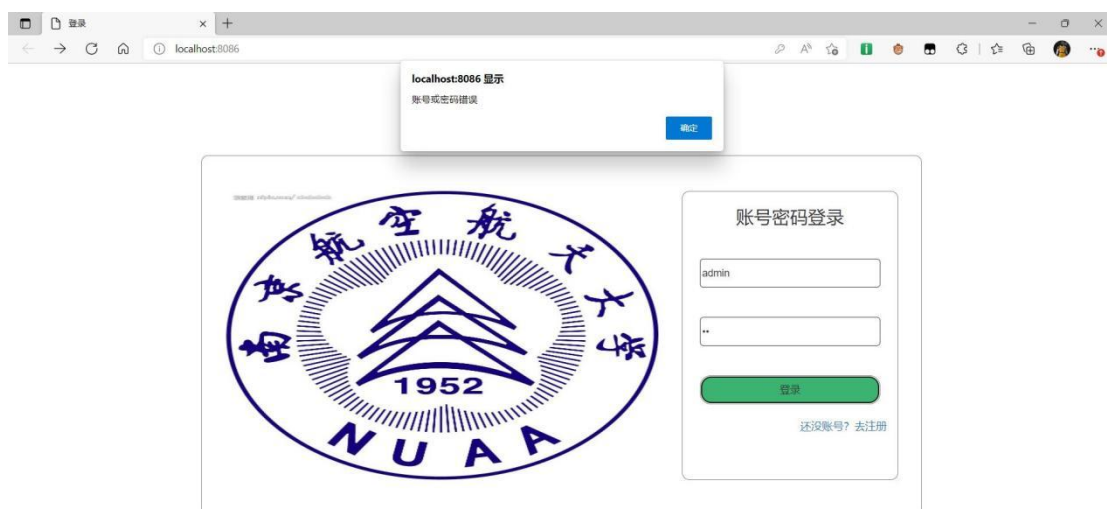 登录
localhost:8086
localhost:8086 显示
账号或密码错误
确定
南京航空航天大学
1952
NUAA
账号密码登录
admin
••
登录
还没账号？去注册